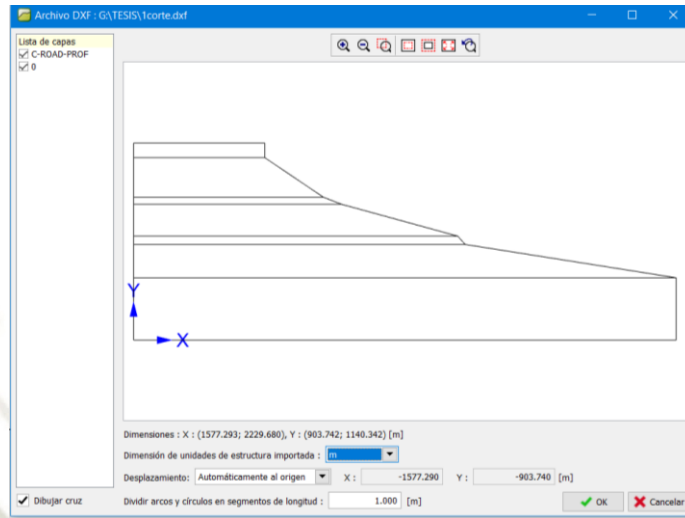 Archivo DXF : G:\TESIS\1corte.dxf
Lista de capas
C-ROAD-PROF
0
Y
X
Dimensiones : X : (1577.293; 2229.680), Y : (903.742; 1140.342) [m]
Dimensión de unidades de estructura importada : m
Desplazamiento: Automáticamente al origen X : -1577.290 Y : -903.740 [m]
Dibujar cruz Dividir arcos y círculos en segmentos de longitud : 1.000 [m] OK Cancelar